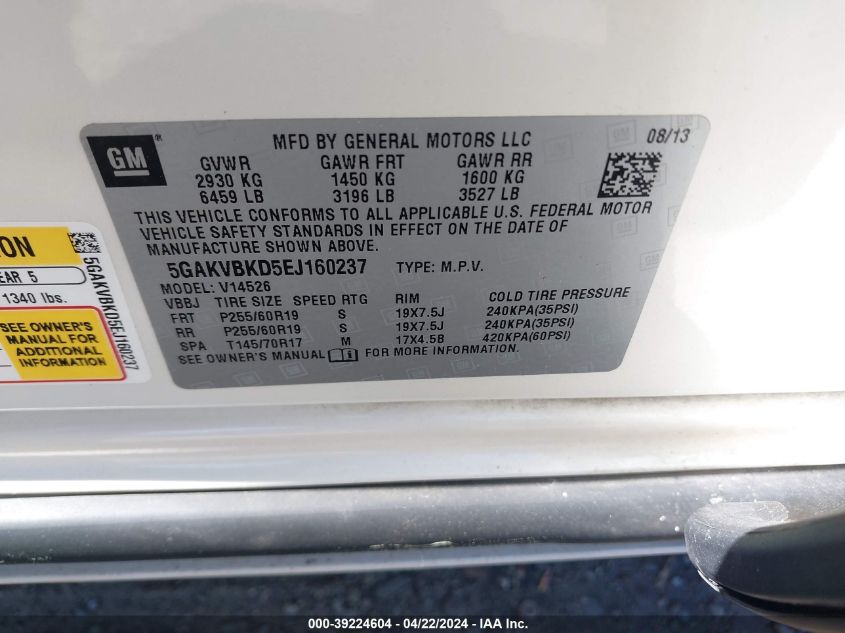 GM
MFD BY GENERAL MOTORS LLC
08/13
GVWR GAWR FRT GAWR RR
2930 KG 1450 KG 1600 KG
6459 LB 3196 LB 3527 LB
THIS VEHICLE CONFORMS TO ALL APPLICABLE U.S. FEDERAL MOTOR
VEHICLE SAFETY STANDARDS IN EFFECT ON THE DATE OF
MANUFACTURE SHOWN ABOVE.
5GAKVBKD5EJ160237 TYPE: M.P.V.
MODEL: V14526
VBBJ TIRE SIZE SPEED RTG RIM COLD TIRE PRESSURE
FRT P255/60R19 S 19X7.5J 240KPA(35PSI)
RR P255/60R19 S 19X7.5J 240KPA(35PSI)
SPA T145/70R17 M 17X4.5B 420KPA(60PSI)
SEE OWNER'S MANUAL FOR MORE INFORMATION.
ION
EAR 5
1340 lbs.
SEE OWNER'S
MANUAL FOR
ADDITIONAL
INFORMATION
5GAKVBKD5EJ160237
000-39224604 - 04/22/2024 - IAA Inc.